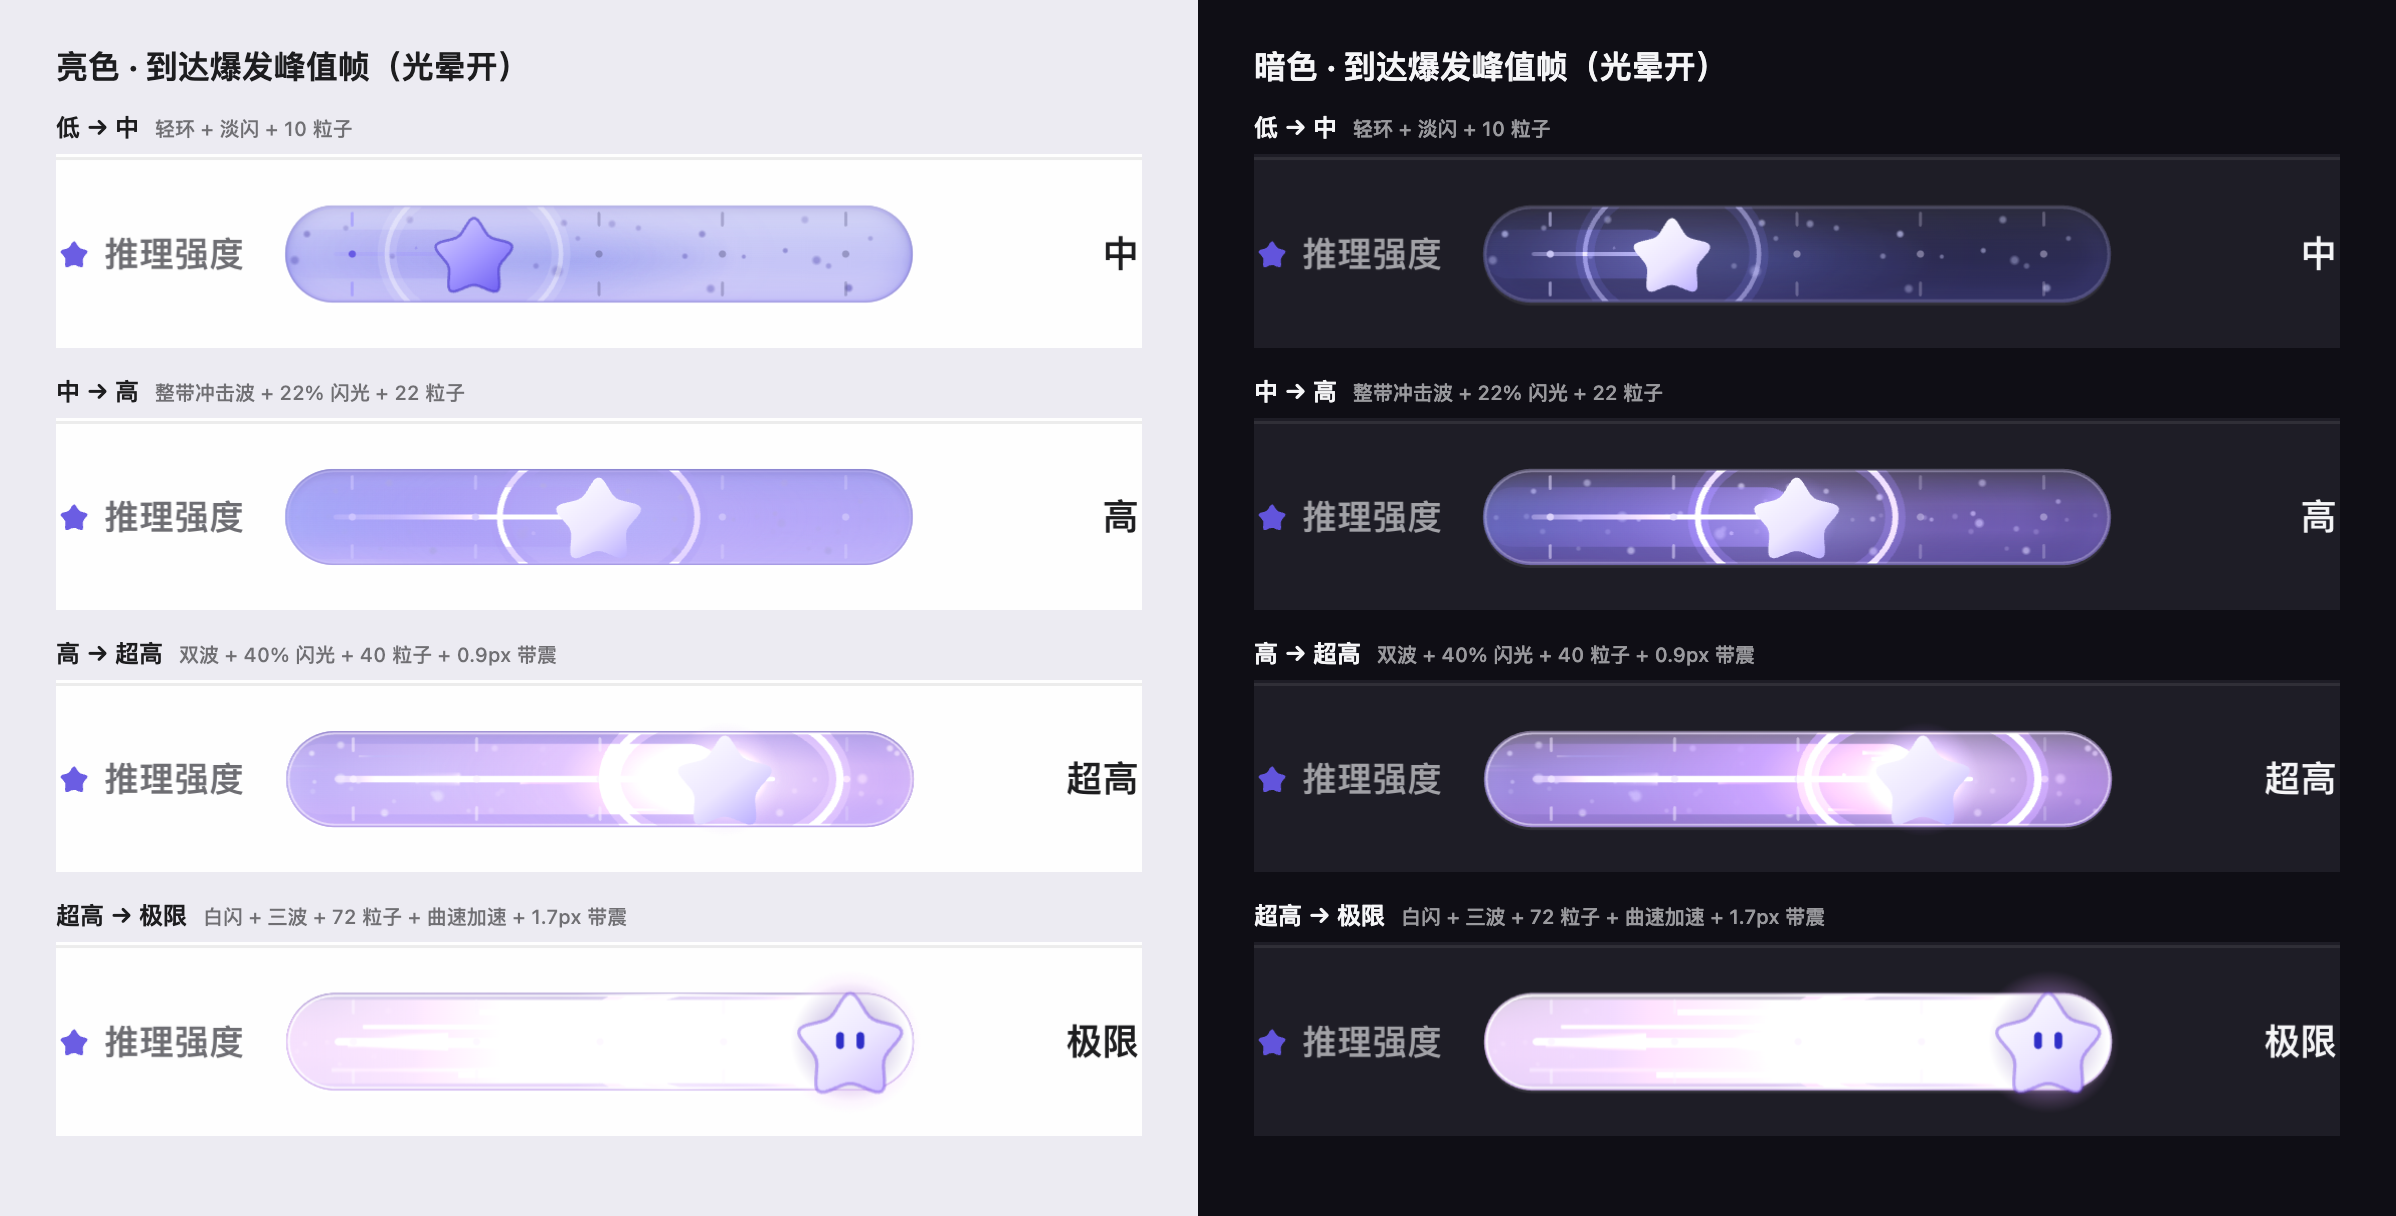 亮色 · 到达爆发峰值帧（光晕开）
低 → 中 轻环 + 淡闪 + 10 粒子
推理强度 中
中 → 高 整带冲击波 + 22% 闪光 + 22 粒子
推理强度 高
高 → 超高 双波 + 40% 闪光 + 40 粒子 + 0.9px 带震
推理强度 超高
超高 → 极限 白闪 + 三波 + 72 粒子 + 曲速加速 + 1.7px 带震
推理强度 极限
暗色 · 到达爆发峰值帧（光晕开）
低 → 中 轻环 + 淡闪 + 10 粒子
推理强度 中
中 → 高 整带冲击波 + 22% 闪光 + 22 粒子
推理强度 高
高 → 超高 双波 + 40% 闪光 + 40 粒子 + 0.9px 带震
推理强度 超高
超高 → 极限 白闪 + 三波 + 72 粒子 + 曲速加速 + 1.7px 带震
推理强度 极限